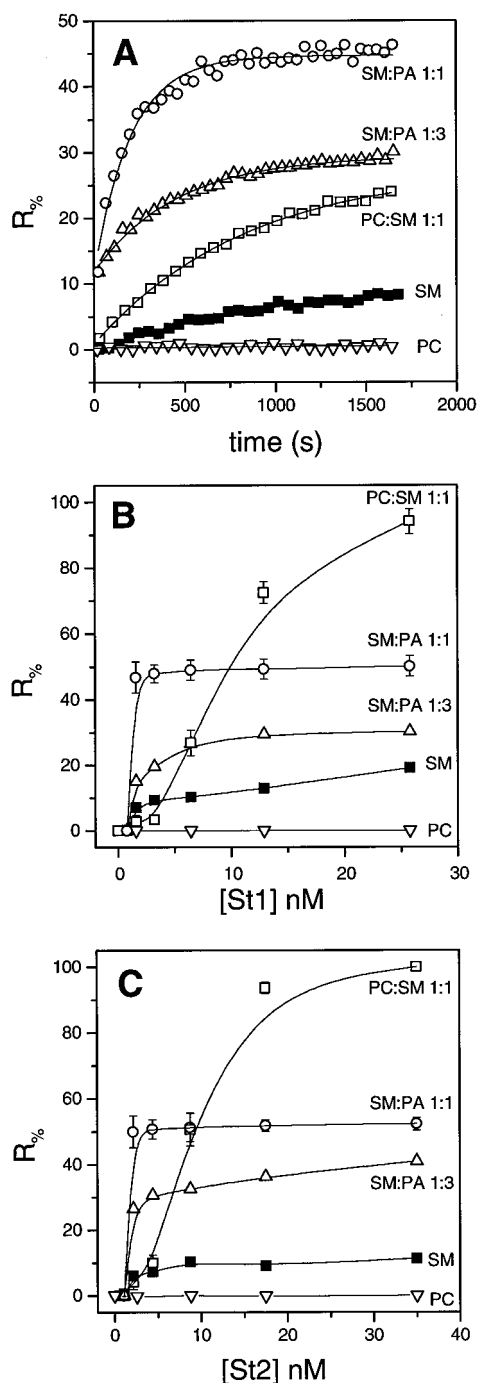 A
50
40
30
20
10
0
R%
SM:PA 1:1
SM:PA 1:3
PC:SM 1:1
SM
PC
0 500 1000 1500 2000
time (s)
B
100
80
60
40
20
0
R%
PC:SM 1:1
SM:PA 1:1
SM:PA 1:3
SM
PC
0 10 20 30
[St1] nM
C
100
80
60
40
20
0
R%
PC:SM 1:1
SM:PA 1:1
SM:PA 1:3
SM
PC
0 10 20 30 40
[St2] nM